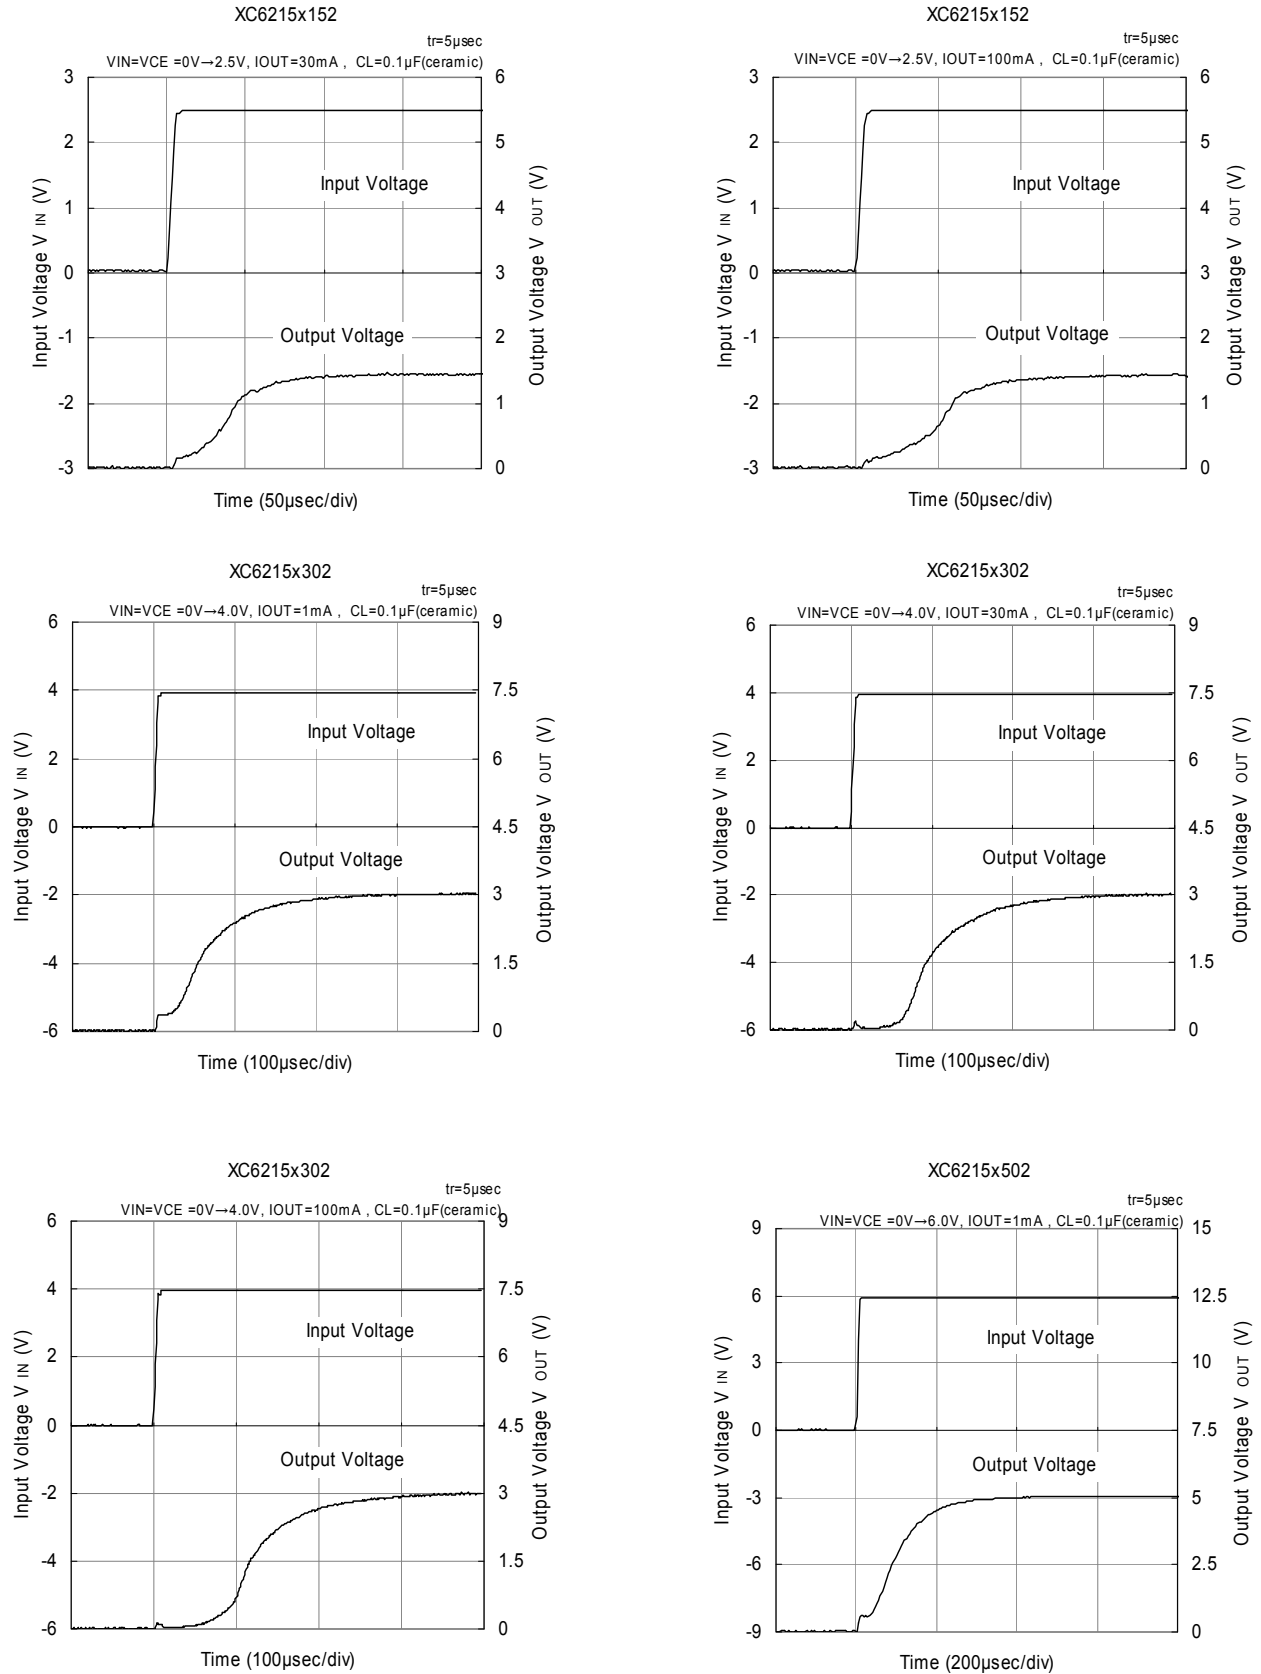 XC6215x152
tr=5μsec
VIN=VCE =0V→2.5V, IOUT=30mA , CL=0.1μF(ceramic)
3
2
1
0
-1
-2
-3
6
5
4
3
2
1
0
Input Voltage V IN (V)
Output Voltage V OUT (V)
Input Voltage
Output Voltage
Time (50μsec/div)
XC6215x152
tr=5μsec
VIN=VCE =0V→2.5V, IOUT=100mA , CL=0.1μF(ceramic)
3
2
1
0
-1
-2
-3
6
5
4
3
2
1
0
Input Voltage V IN (V)
Output Voltage V OUT (V)
Input Voltage
Output Voltage
Time (50μsec/div)
XC6215x302
tr=5μsec
VIN=VCE =0V→4.0V, IOUT=1mA , CL=0.1μF(ceramic)
6
4
2
0
-2
-4
-6
9
7.5
6
4.5
3
1.5
0
Input Voltage V IN (V)
Output Voltage V OUT (V)
Input Voltage
Output Voltage
Time (100μsec/div)
XC6215x302
tr=5μsec
VIN=VCE =0V→4.0V, IOUT=30mA , CL=0.1μF(ceramic)
6
4
2
0
-2
-4
-6
9
7.5
6
4.5
3
1.5
0
Input Voltage V IN (V)
Output Voltage V OUT (V)
Input Voltage
Output Voltage
Time (100μsec/div)
XC6215x302
tr=5μsec
VIN=VCE =0V→4.0V, IOUT=100mA , CL=0.1μF(ceramic)
6
4
2
0
-2
-4
-6
9
7.5
6
4.5
3
1.5
0
Input Voltage V IN (V)
Output Voltage V OUT (V)
Input Voltage
Output Voltage
Time (100μsec/div)
XC6215x502
tr=5μsec
VIN=VCE =0V→6.0V, IOUT=1mA , CL=0.1μF(ceramic)
9
6
3
0
-3
-6
-9
15
12.5
10
7.5
5
2.5
0
Input Voltage V IN (V)
Output Voltage V OUT (V)
Input Voltage
Output Voltage
Time (200μsec/div)